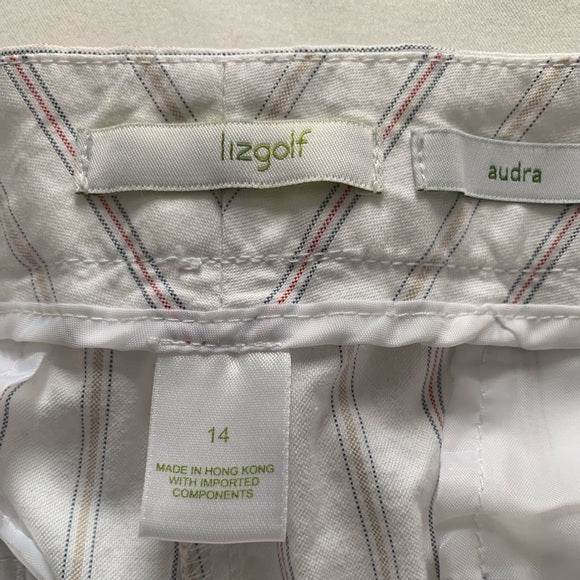 lizgolf
audra
14
MADE IN HONG KONG
WITH IMPORTED
COMPONENTS